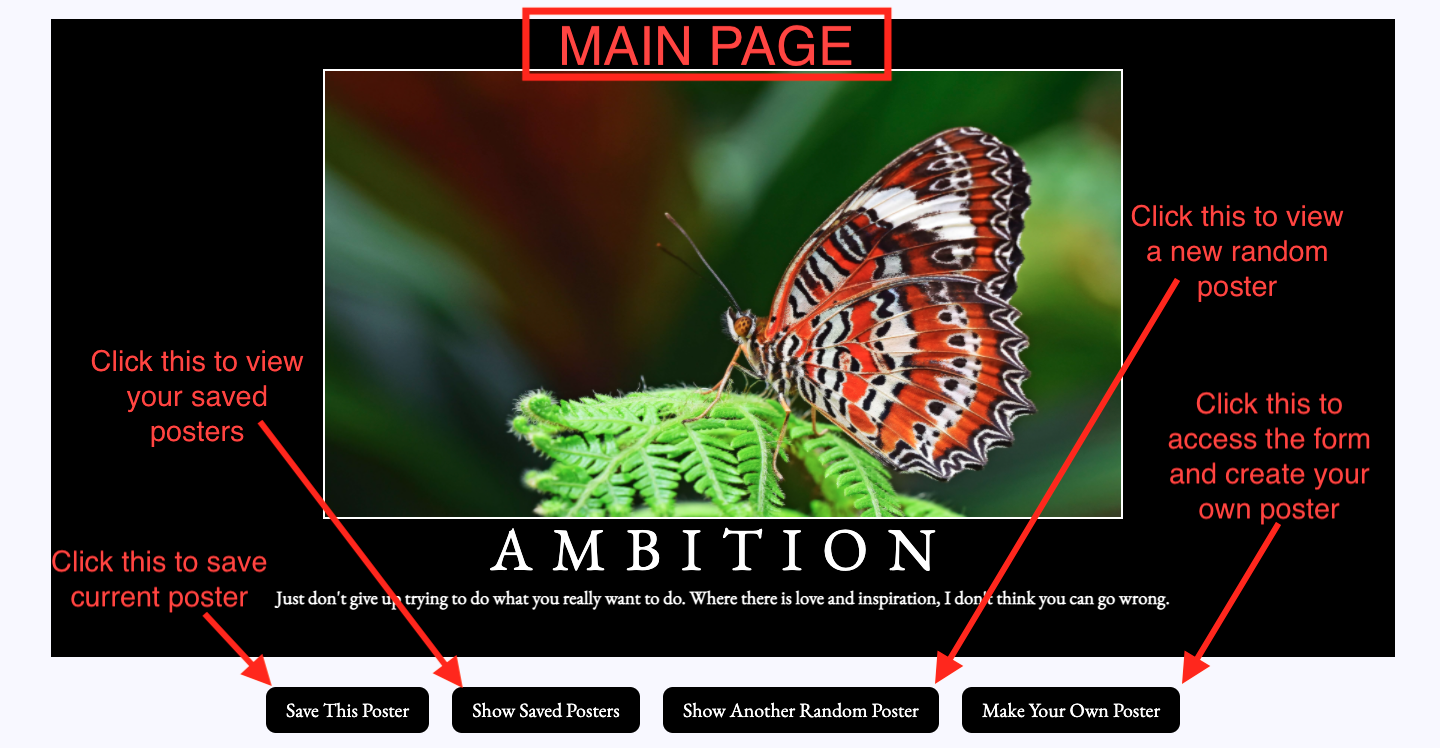 MAIN PAGE
Click this to view
a new random
poster
Click this to view
your saved
posters
Click this to
access the form
and create your
own poster
Click this to save
current poster
AMBITION
Just don't give up trying to do what you really want to do. Where there is love and inspiration, I don't think you can go wrong.
Save This Poster
Show Saved Posters
Show Another Random Poster
Make Your Own Poster